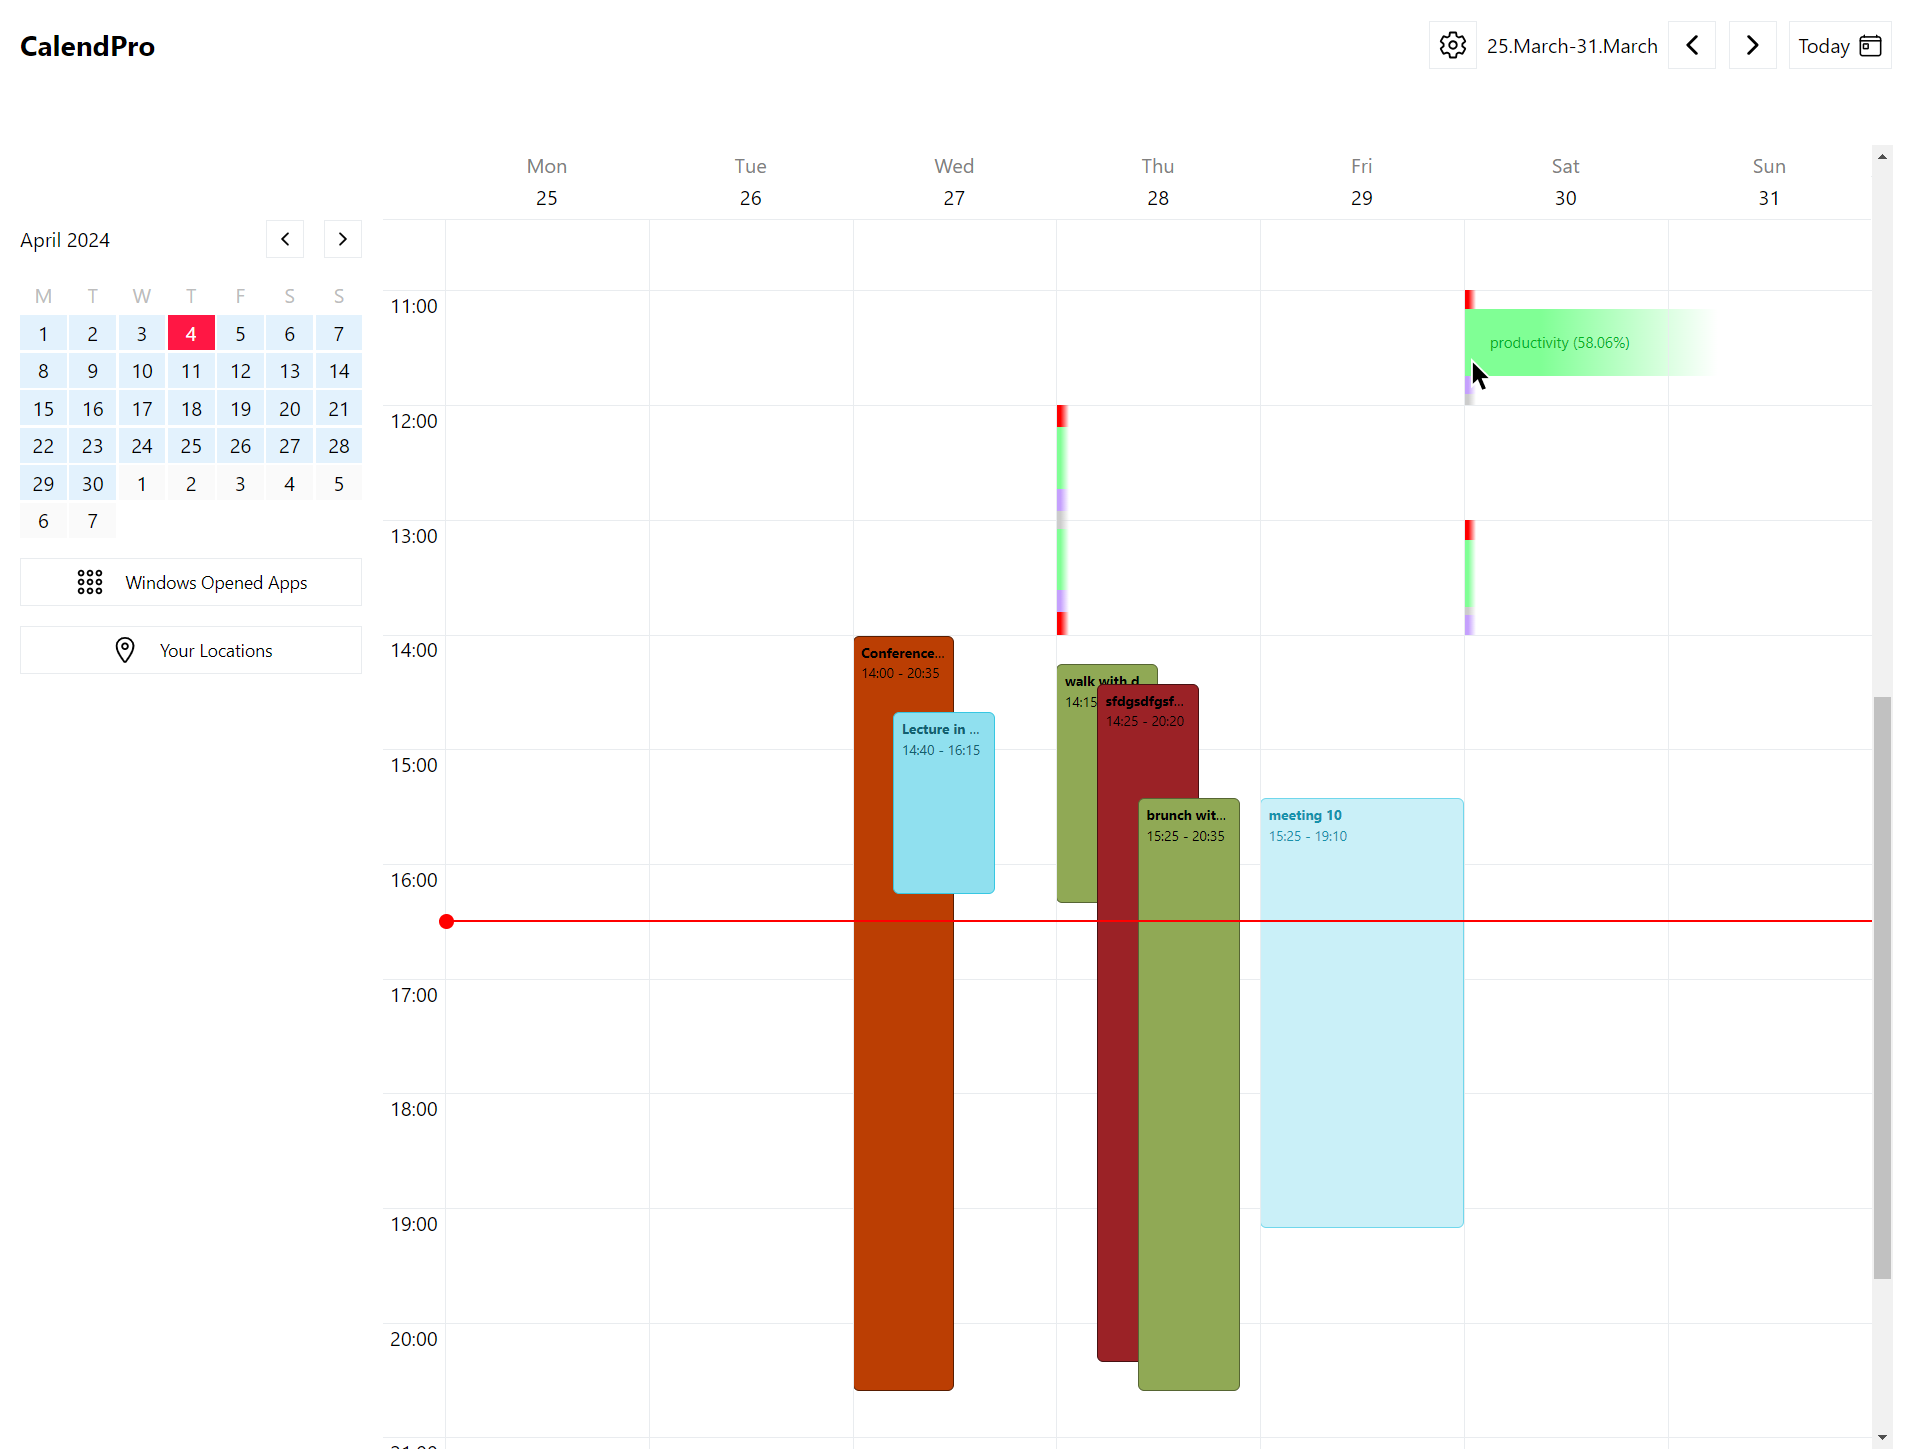 CalendPro
25.March-31.March
Today
Mon Tue Wed Thu Fri Sat Sun
25 26 27 28 29 30 31
April 2024
M T W T F S S
1 2 3 4 5 6 7
8 9 10 11 12 13 14
15 16 17 18 19 20 21
22 23 24 25 26 27 28
29 30 1 2 3 4 5
6 7
Windows Opened Apps
Your Locations
11:00
productivity (58.06%)
12:00
13:00
14:00
Conference...
14:00 - 20:35
Lecture in ...
14:40 - 16:15
walk with d
14:15
sfdgsdfgsf...
14:25 - 20:20
15:00
brunch wit...
15:25 - 20:35
meeting 10
15:25 - 19:10
16:00
17:00
18:00
19:00
20:00